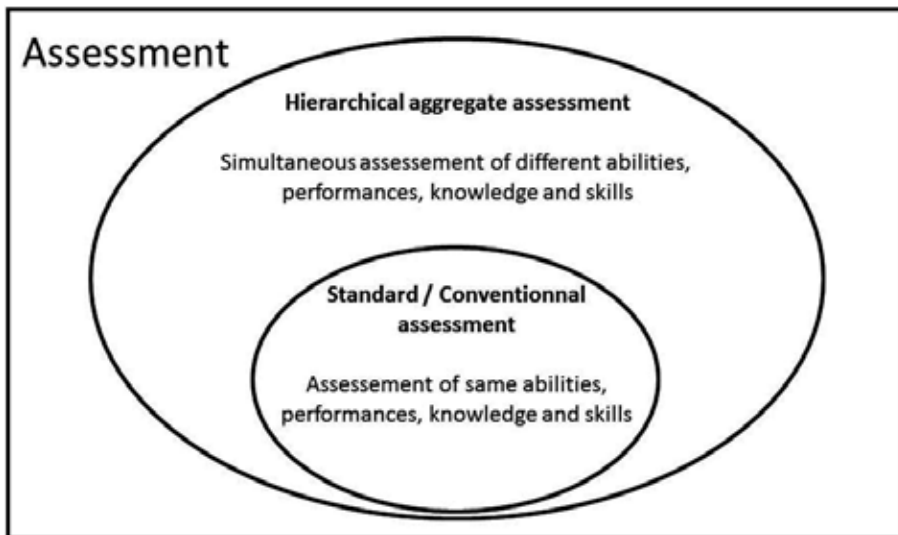 Assessment
Hierarchical aggregate assessment
Simultaneous assessement of different abilities,
performances, knowledge and skills
Standard / Conventionnal
assessment
Assessement of same abilities,
performances, knowledge and skills